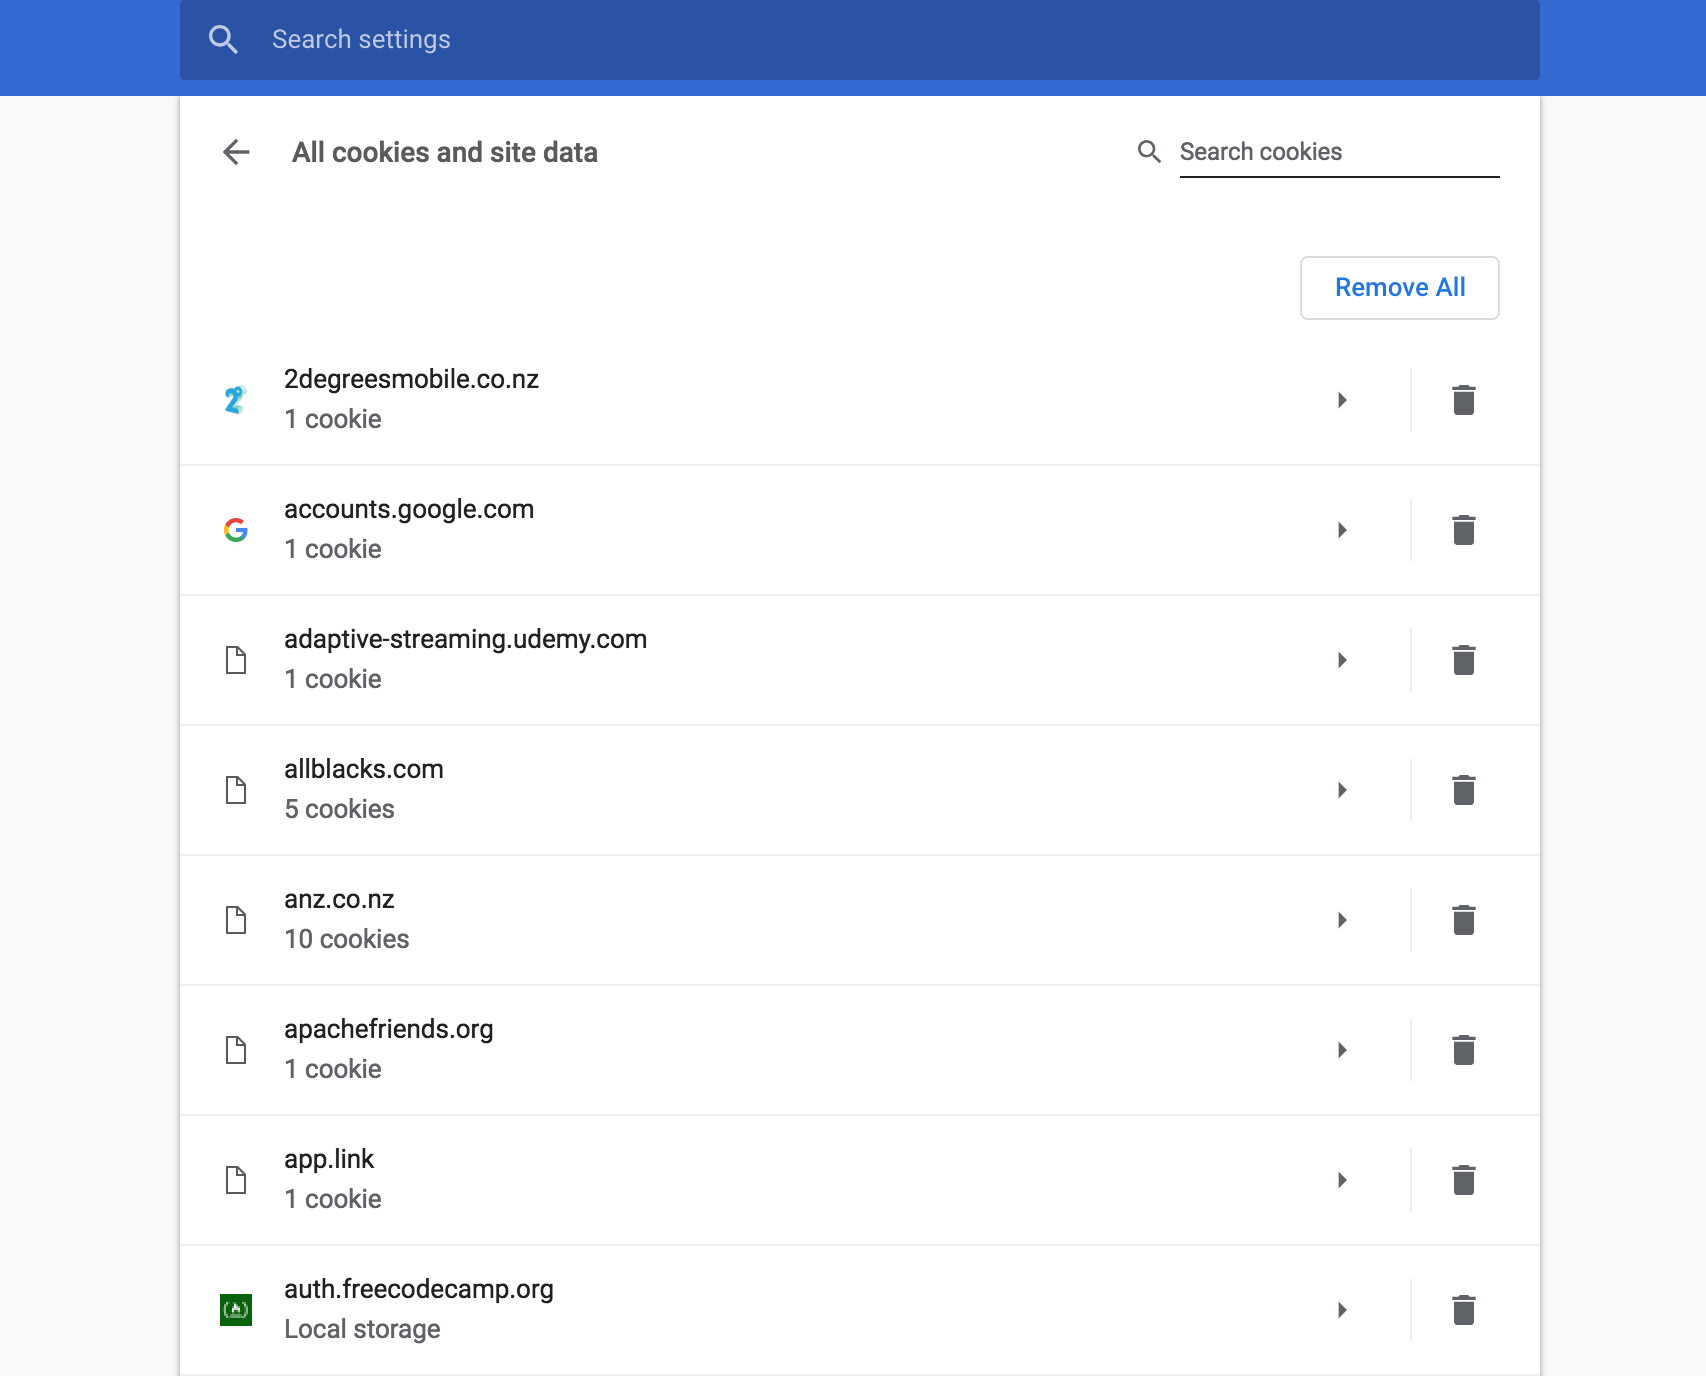 Search settings
All cookies and site data
Search cookies
Remove All
2degreesmobile.co.nz
1 cookie
accounts.google.com
1 cookie
adaptive-streaming.udemy.com
1 cookie
allblacks.com
5 cookies
anz.co.nz
10 cookies
apachefriends.org
1 cookie
app.link
1 cookie
auth.freecodecamp.org
Local storage